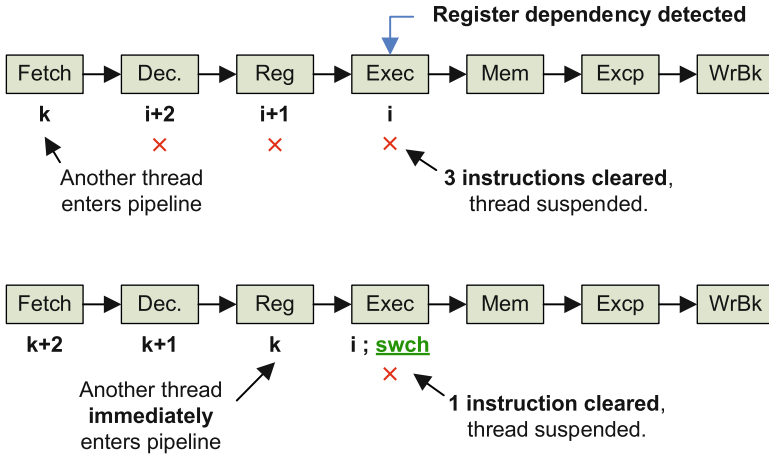 Register dependency detected
Fetch Dec. Reg Exec Mem Excp WrBk
k i+2 i+1 i
Another thread
enters pipeline
3 instructions cleared,
thread suspended.
Fetch Dec. Reg Exec Mem Excp WrBk
k+2 k+1 k i ; swch
Another thread
immediately
enters pipeline
1 instruction cleared,
thread suspended.